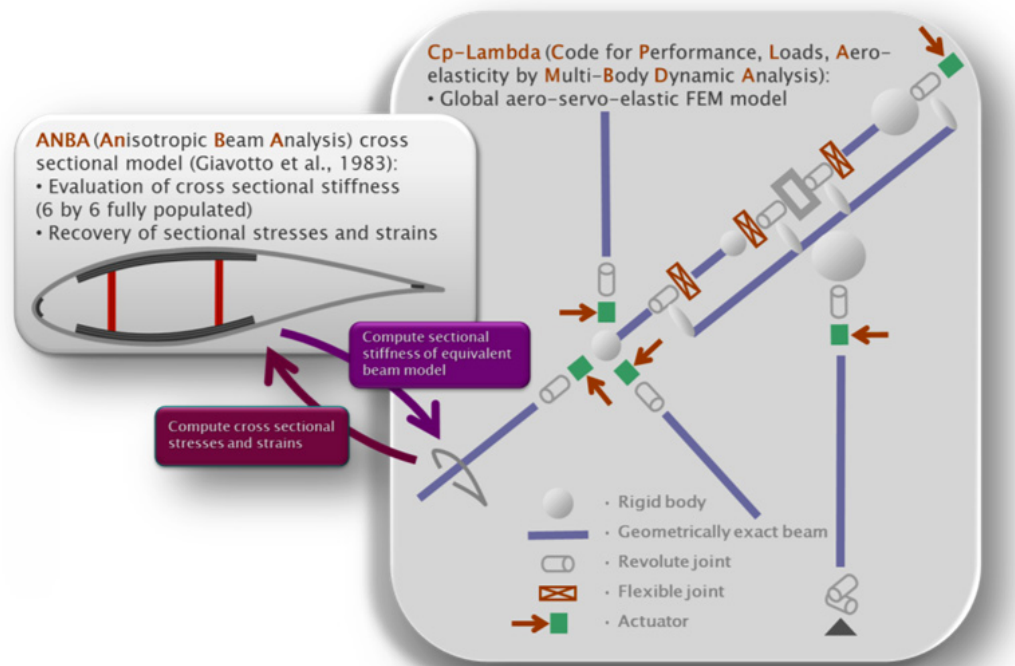 Cp-Lambda (Code for Performance, Loads, Aero-
elasticity by Multi-Body Dynamic Analysis):
• Global aero-servo-elastic FEM model
ANBA (Anisotropic Beam Analysis) cross
sectional model (Giavotto et al., 1983):
• Evaluation of cross sectional stiffness
(6 by 6 fully populated)
• Recovery of sectional stresses and strains
Compute sectional
stiffness of equivalent
beam model
Compute cross sectional
stresses and strains
· Rigid body
· Geometrically exact beam
· Revolute joint
· Flexible joint
· Actuator